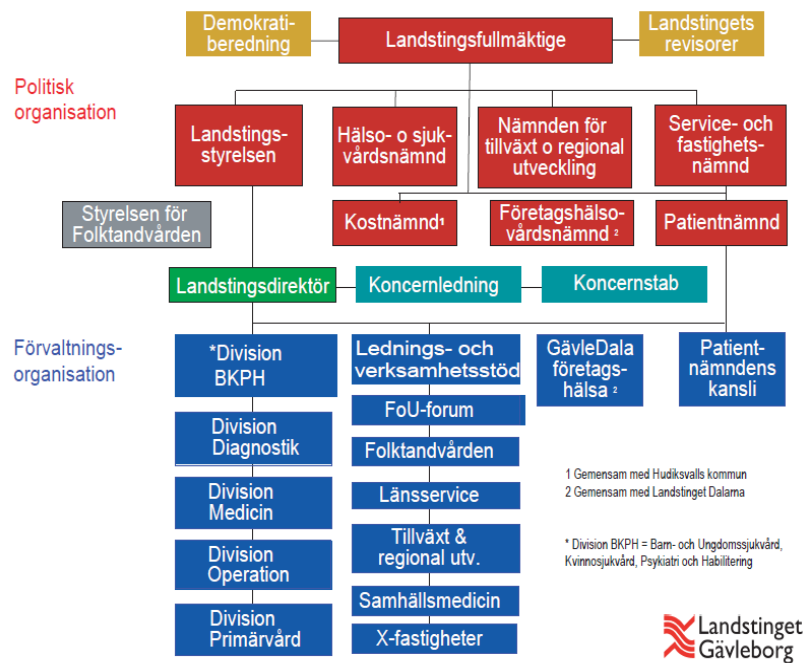 Demokrati-
beredning
Landstingsfullmäktige
Landstingets
revisorer
Politisk
organisation
Landstings-
styrelsen
Hälso- o sjuk-
vårdsnämnd
Nämnden för
tillväxt o regional
utveckling
Service- och
fastighets-
nämnd
Styrelsen för
Folktandvården
Kostnämnd¹
Företagshälso-
vårdsnämnd ²
Patientnämnd
Landstingsdirektör
Koncernledning
Koncernstab
Förvaltnings-
organisation
*Division
BKPH
Lednings- och
verksamhetsstöd
GävleDala
företags-
hälsa ²
Patient-
nämndens
kansli
FoU-forum
Division
Diagnostik
Folktandvården
Division
Medicin
Länsservice
Division
Operation
Tillväxt &
regional utv.
Division
Primärvård
Samhällsmedicin
X-fastigheter
1 Gemensam med Hudiksvalls kommun
2 Gemensam med Landstinget Dalarna
* Division BKPH = Barn- och Ungdomssjukvård,
Kvinnosjukvård, Psykiatri och Habilitering
Landstinget
Gävleborg